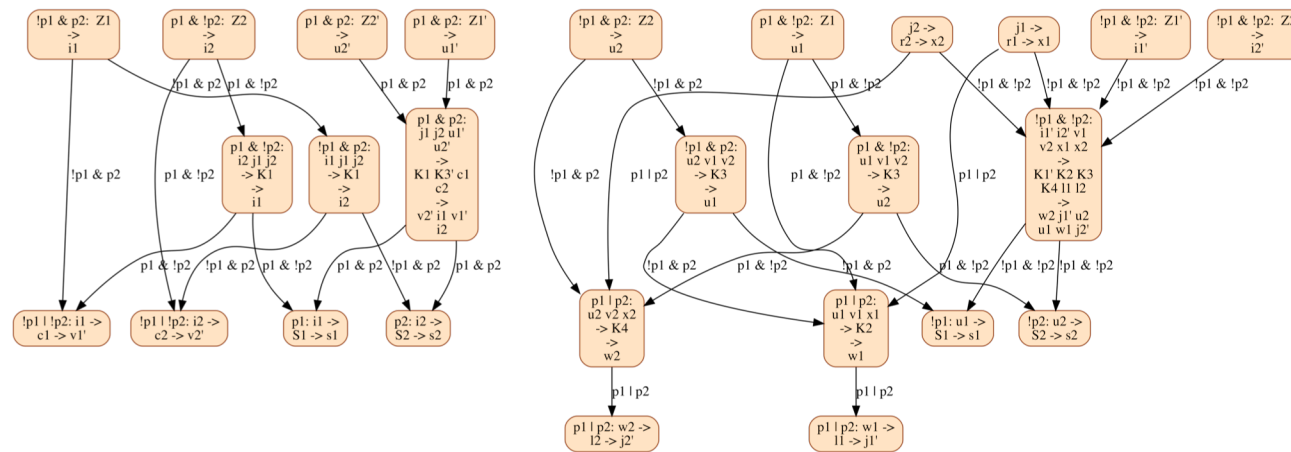 !p1 & p2: Z1
->
i1
p1 & !p2: Z2
->
i2
p1 & p2: Z2'
->
u2'
p1 & p2: Z1'
->
u1'
!p1 & p2: Z2
->
u2
p1 & !p2: Z1
->
u1
j2 ->
r2 -> x2
j1 ->
r1 -> x1
!p1 & !p2: Z1'
->
i1'
!p1 & !p2: Z2
->
i2'
p1 & !p2
!p1 & p2
p1 & p2
p1 & p2
!p1 & p2
p1 & !p2
!p1 & !p2
!p1 & !p2
!p1 & !p2
!p1 & !p2
p1 & !p2:
i2 j1 j2
-> K1
->
i1
!p1 & p2:
i1 j1 j2
-> K1
->
i2
p1 & p2:
j1 j2 u1'
u2'
->
K1 K3' c1
c2
->
v2' i1 v1'
i2
!p1 & p2:
u2 v1 v2
-> K3
->
u1
p1 & !p2:
u1 v1 v2
-> K3
->
u2
!p1 & !p2:
i1' i2' v1
v2 x1 x2
->
K1' K2 K3
K4 l1 l2
->
w2 j1' u2
u1 w1 j2'
!p1 & p2
p1 & !p2
!p1 & p2
p1 | p2
p1 & !p2
p1 | p2
p1 & !p2
!p1 & p2
p1 & !p2
p1 & p2
!p1 & p2
p1 & p2
!p1 & p2
p1 & !p2
!p1 & p2
p1 & !p2
!p1 & !p2
!p1 & !p2
!p1 | !p2: i1 ->
c1 -> v1'
!p1 | !p2: i2 ->
c2 -> v2'
p1: i1 ->
S1 -> s1
p2: i2 ->
S2 -> s2
p1 | p2:
u2 v2 x2
-> K4
->
w2
p1 | p2:
u1 v1 x1
-> K2
->
w1
!p1: u1 ->
S1 -> s1
!p2: u2 ->
S2 -> s2
p1 | p2
p1 | p2
p1 | p2: w2 ->
l2 -> j2'
p1 | p2: w1 ->
l1 -> j1'